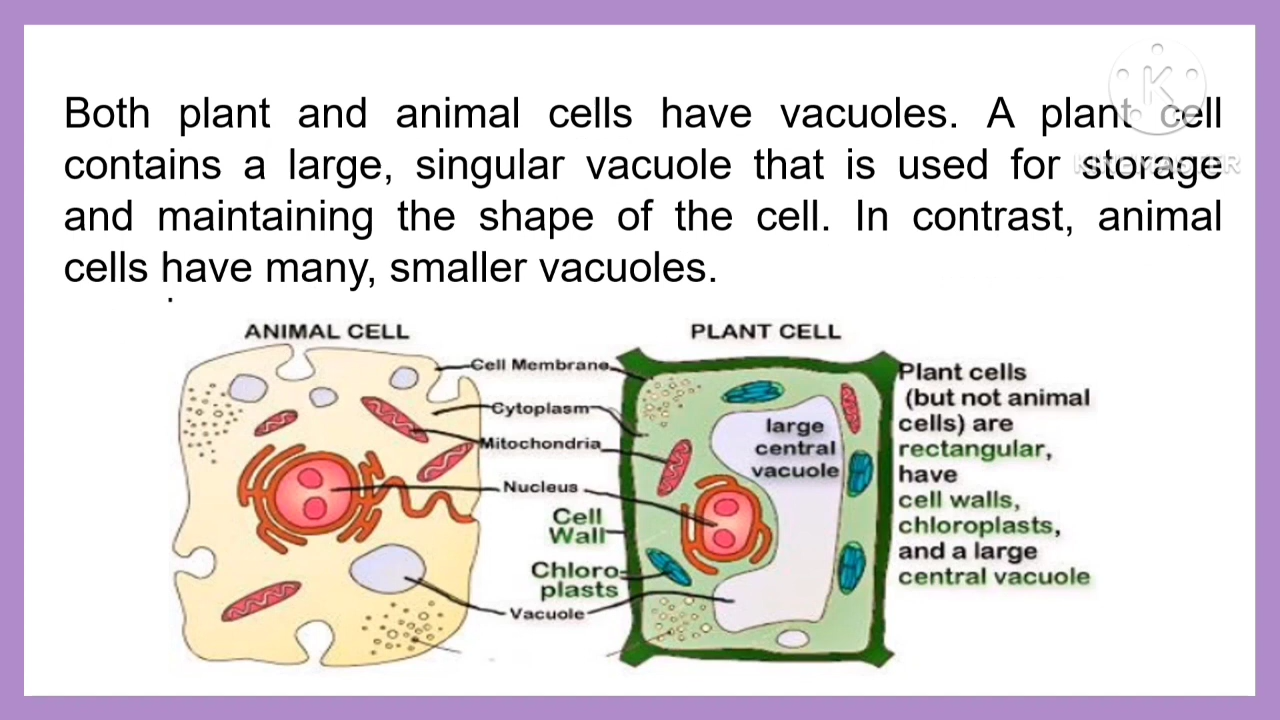 Both plant and animal cells have vacuoles. A plant cell
contains a large, singular vacuole that is used for storage
and maintaining the shape of the cell. In contrast, animal
cells have many, smaller vacuoles.
K
KINEMASTER
ANIMAL CELL
PLANT CELL
Cell Membrane
Cytoplasm
Mitochondria
Nucleus
Cell
Wall
Chloro-
plasts
Vacuole
large
central
vacuole
Plant cells
(but not animal
cells) are
rectangular,
have
cell walls,
chloroplasts,
and a large
central vacuole